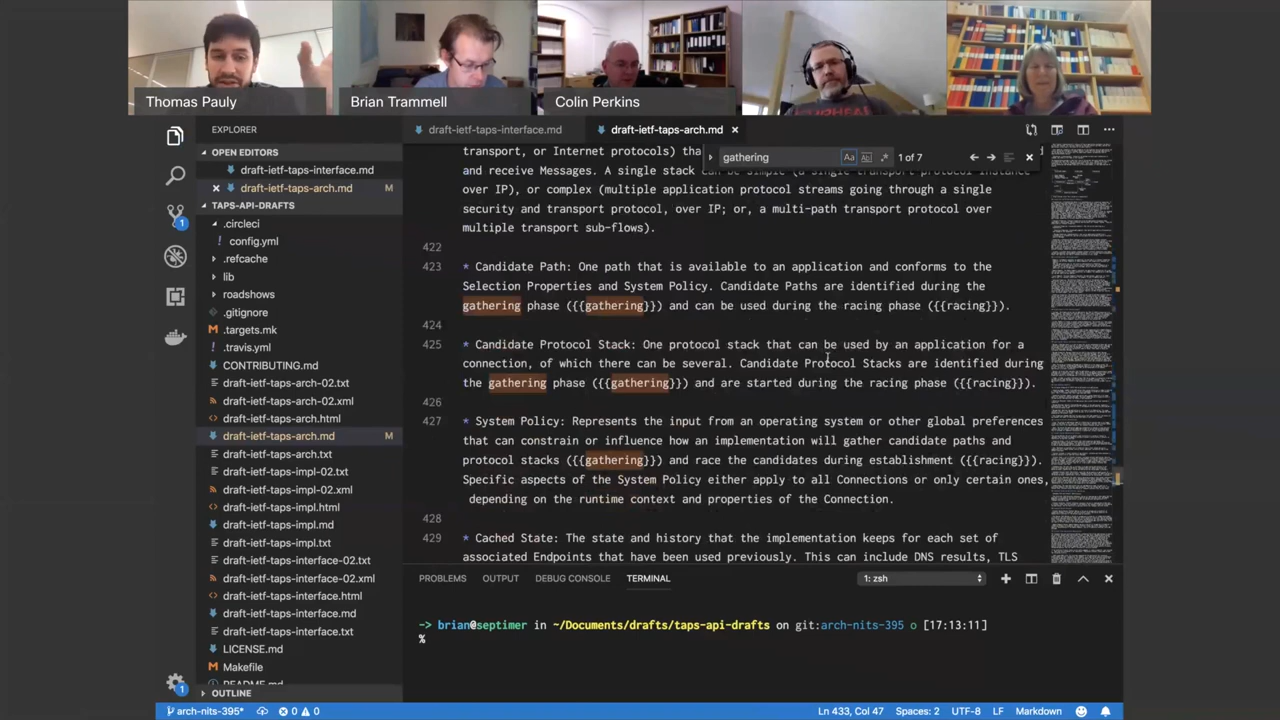 Thomas Pauly
Brian Trammell
Colin Perkins
EXPLORER
OPEN EDITORS
draft-ietf-taps-interface.md
draft-ietf-taps-arch.md M
TAPS-API-DRAFTS
.circleci
config.yml
.refcache
lib
roadshows
.gitignore
.targets.mk
.travis.yml
CONTRIBUTING.md
draft-ietf-taps-arch-02.txt
draft-ietf-taps-arch-02.xml
draft-ietf-taps-arch.html
draft-ietf-taps-arch.md M
draft-ietf-taps-arch.txt
draft-ietf-taps-impl-02.txt
draft-ietf-taps-impl-02.xml
draft-ietf-taps-impl.html
draft-ietf-taps-impl.md
draft-ietf-taps-impl.txt
draft-ietf-taps-interface-02...
draft-ietf-taps-interface-02...
draft-ietf-taps-interface.html
draft-ietf-taps-interface.md
draft-ietf-taps-interface.txt
LICENSE.md
Makefile
README.md
OUTLINE
draft-ietf-taps-interface.md
draft-ietf-taps-arch.md
gathering Aa Abl 1 of 7
transport, or Internet protocols) tha
and receive Messages. A single stack can be simple (a single transport protocol instance
over IP), or complex (multiple application protocol streams going through a single
security and transport protocol, over IP; or, a multi-path transport protocol over
multiple transport sub-flows).
422
423 * Candidate Path: One path that is available to an application and conforms to the
Selection Properties and System Policy. Candidate Paths are identified during the
gathering phase ({{gathering}}) and can be used during the racing phase ({{racing}}).
424
425 * Candidate Protocol Stack: One protocol stack that can be used by an application for a
connection, of which there can be several. Candidate Protocol Stacks are identified during
the gathering phase ({{gathering}}) and are started during the racing phase ({{racing}}).
426
427 * System Policy: Represents the input from an operating system or other global preferences
that can constrain or influence how an implementation will gather candidate paths and
protocol stacks ({{gathering}}) and race the candidates during establishment ({{racing}}).
Specific aspects of the System Policy either apply to all Connections or only certain ones,
depending on the runtime context and properties of the Connection.
428
429 * Cached State: The state and history that the implementation keeps for each set of
associated Endpoints that have been used previously. This can include DNS results, TLS
PROBLEMS OUTPUT DEBUG CONSOLE TERMINAL 1: zsh
-> brian@septimer in ~/Documents/drafts/taps-api-drafts on git:arch-nits-395 o [17:13:11]
%
arch-nits-395* 0 0 Ln 433, Col 47 Spaces: 2 UTF-8 LF Markdown